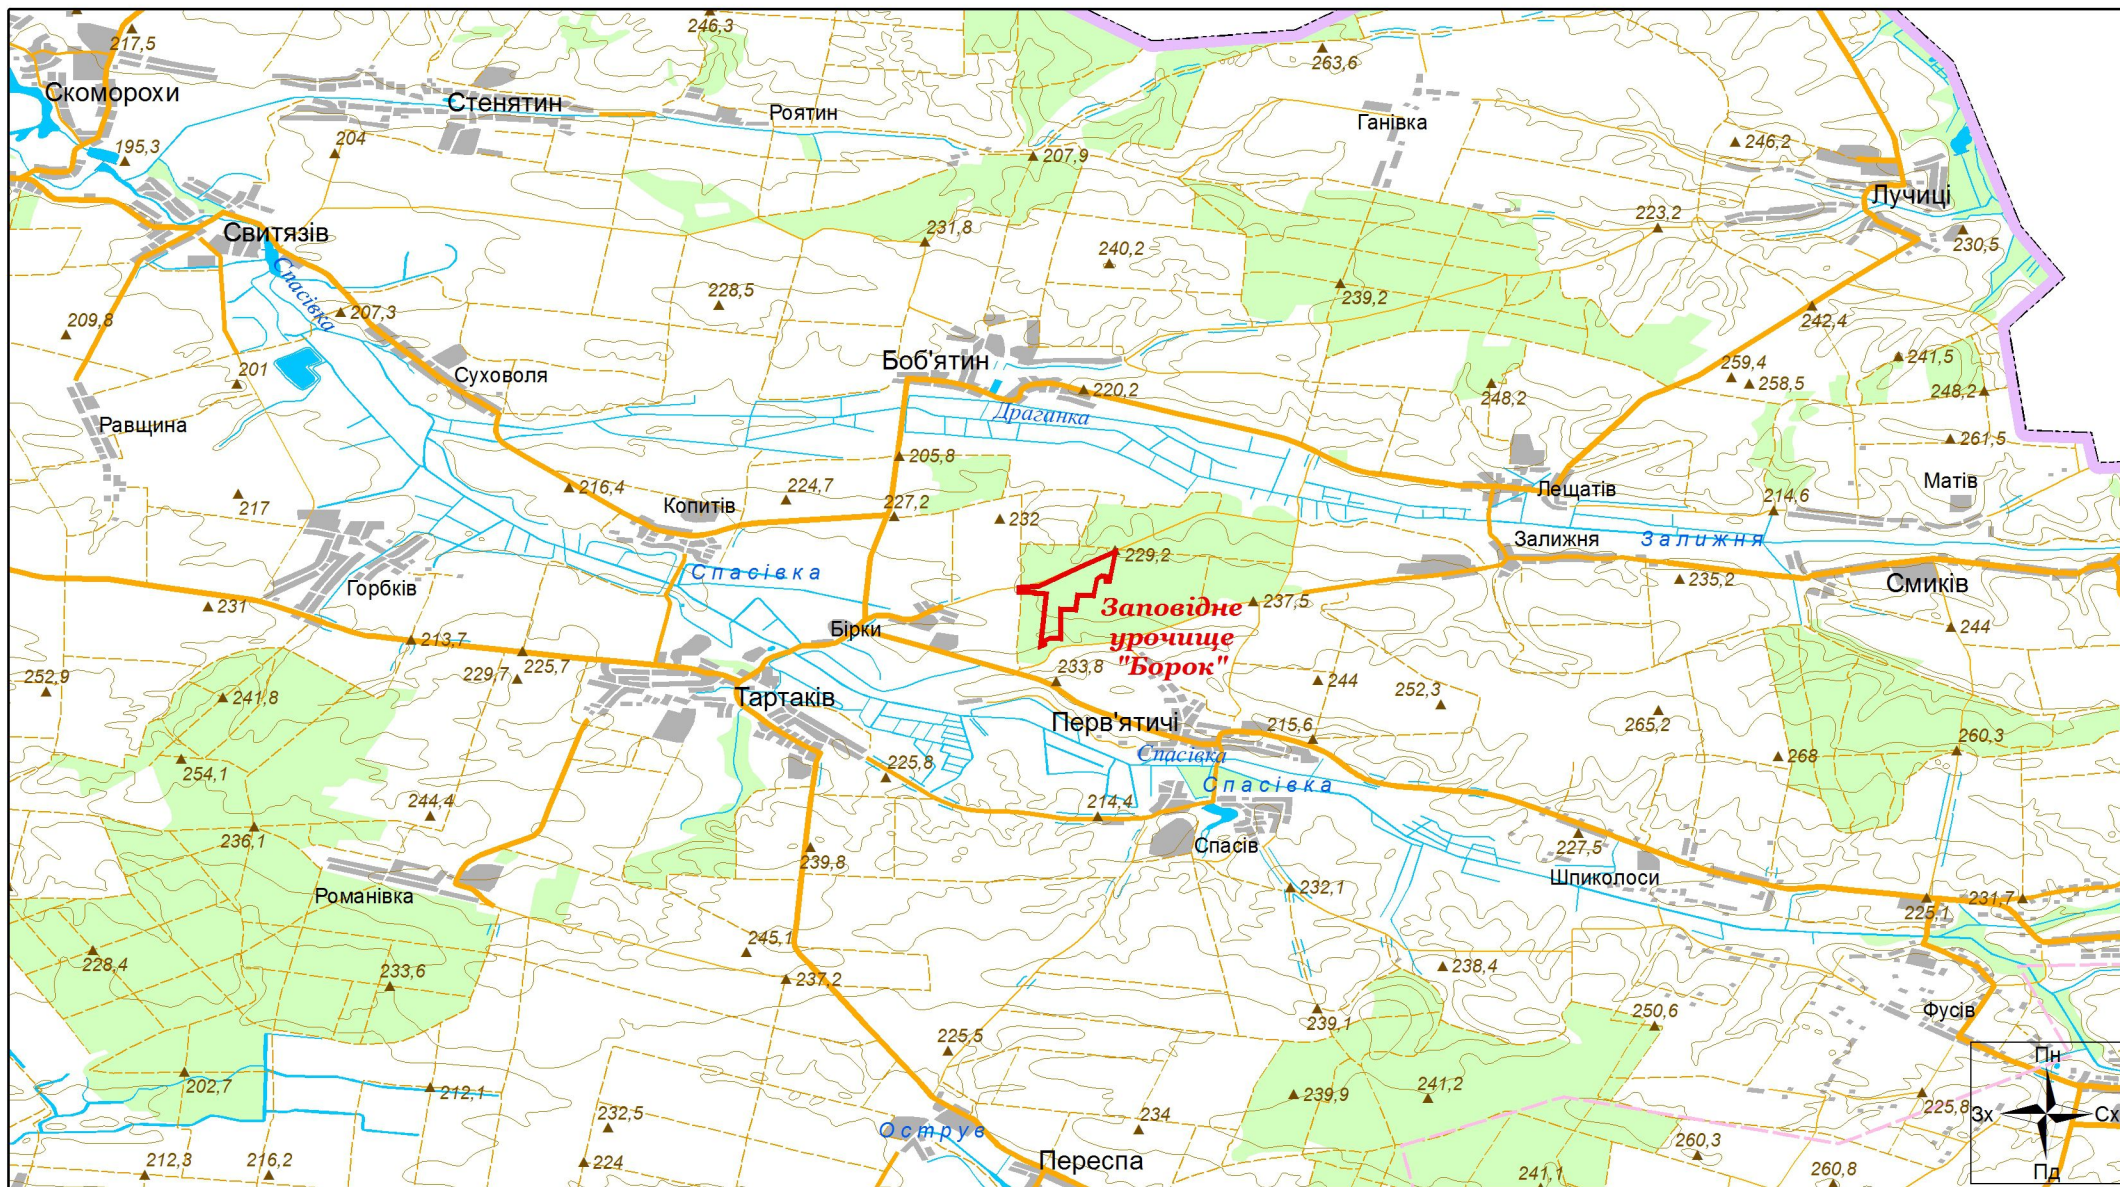 217,5
246,3
263,6
Скоморохи
Стенятин
Роятин
Ганівка
195,3
204
207,9
246,2
Лучиці
Свитязів
231,8
223,2
230,5
240,2
Спасівка
239,2
228,5
207,3
242,4
209,8
Боб'ятин
259,4
241,5
201
Суховоля
220,2
258,5
248,2
248,2
Драганка
Равщина
261,5
205,8
216,4
217
224,7
Копитів
227,2
232
Лещатів
214,6
Матів
Залижня
Залижня
229,2
Спасівка
Горбків
235,2
Смиків
231
237,5
Заповідне
урочище
"Борок"
Бірки
213,7
225,7
229,7
244
252,9
241,8
233,8
244
252,3
Тартаків
Перв'ятичі
215,6
265,2
260,3
254,1
225,8
Спасівка
Спасівка
268
244,4
214,4
236,1
239,8
Спасів
227,5
Романівка
232,1
Шпиколоси
225,1
231,7
245,1
228,4
233,6
237,2
238,4
239,1
250,6
Фусів
225,5
Пн
202,7
212,1
239,9
241,2
225,8
Зх
Сх
232,5
234
Острув
260,3
212,3
216,2
224
Переспа
241,1
260,8
Пд